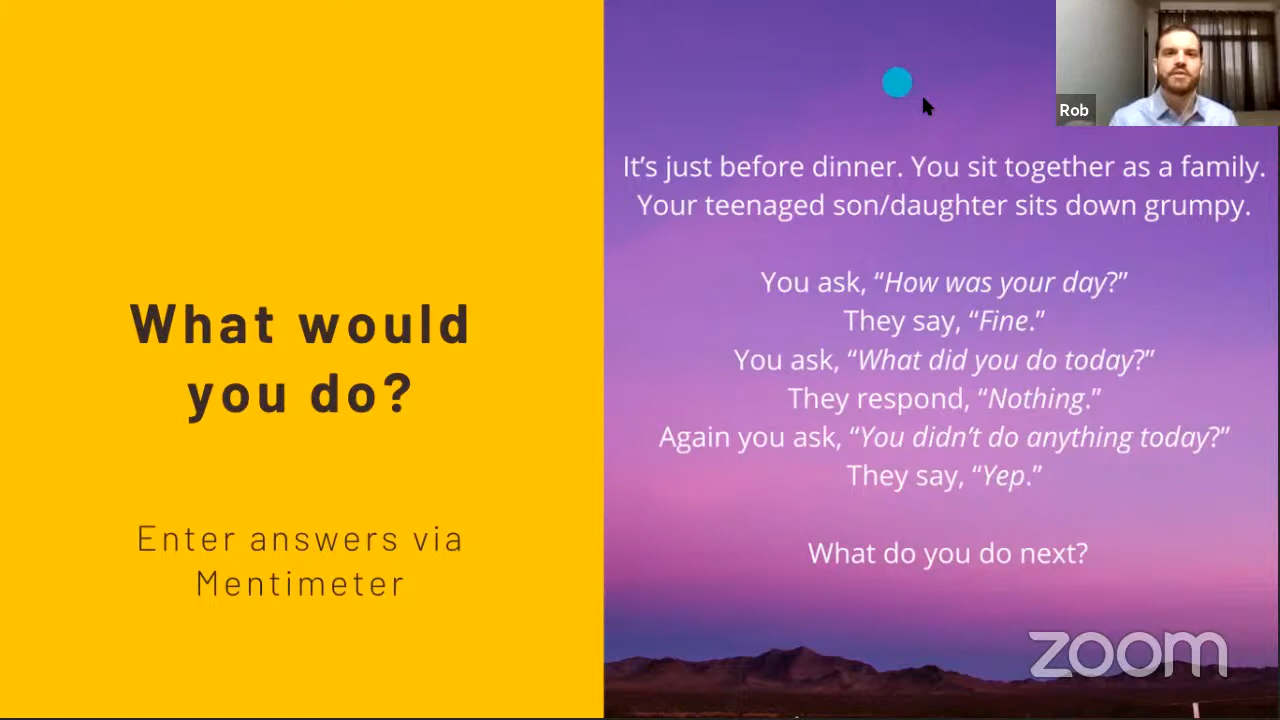 What would
you do?
Enter answers via
Mentimeter
Rob
It's just before dinner. You sit together as a family.
Your teenaged son/daughter sits down grumpy.
You ask, “How was your day?”
They say, “Fine.”
You ask, “What did you do today?”
They respond, “Nothing.”
Again you ask, “You didn't do anything today?”
They say, “Yep.”
What do you do next?
zoom